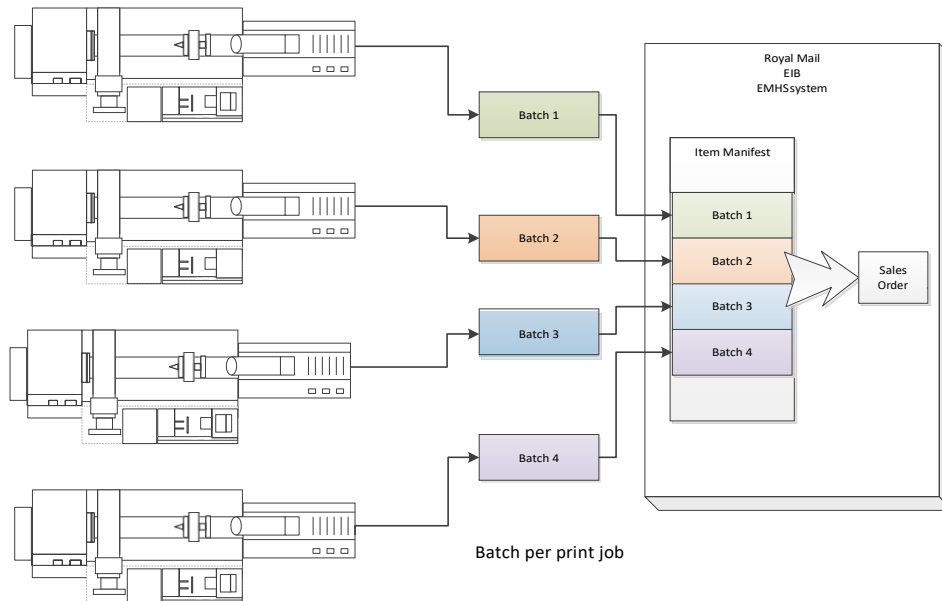 Royal Mail
EIB
EMHSsystem
Item Manifest
Batch 1
Batch 1
Batch 2
Batch 2
Sales
Order
Batch 3
Batch 3
Batch 4
Batch 4
Batch per print job